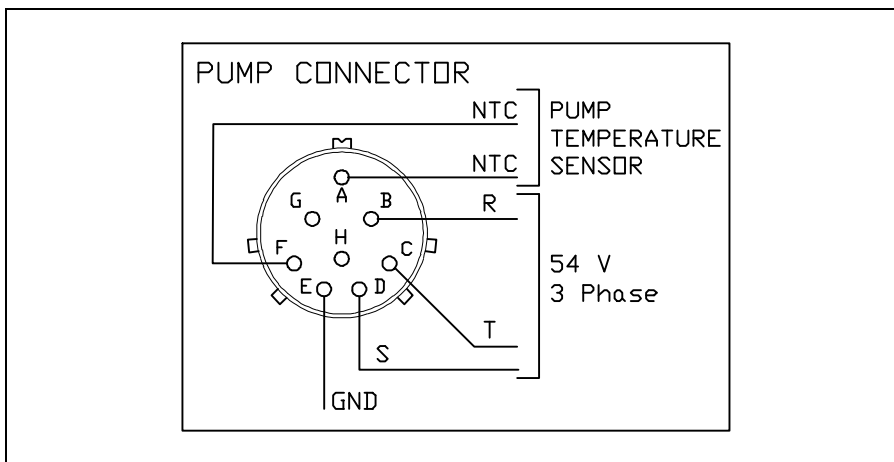 PUMP CONNECTOR
NTC
PUMP
TEMPERATURE
SENSOR
NTC
A
R
G
B
H
F
C
54 V
3 Phase
E
D
T
S
GND